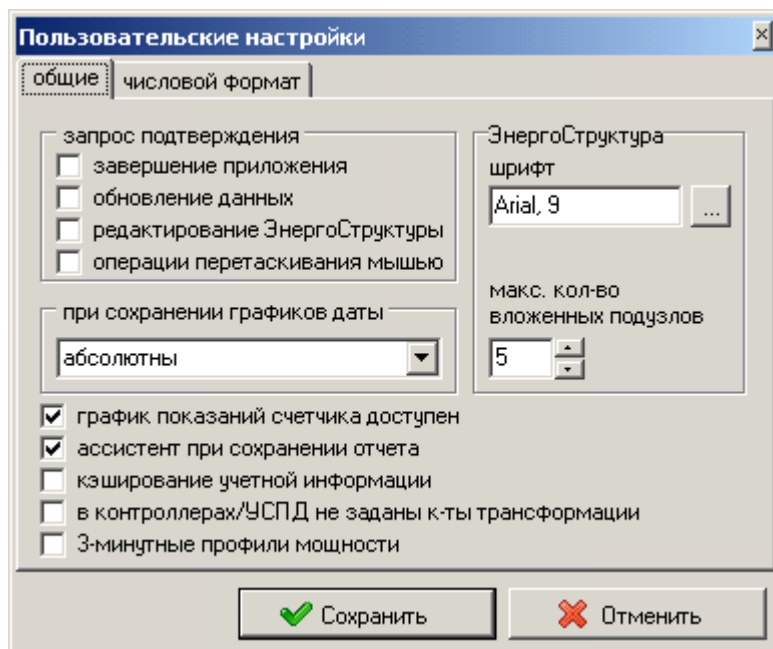 Пользовательские настройки
общие
числовой формат
запрос подтверждения
завершение приложения
обновление данных
редактирование ЭнергоСтруктуры
операции перетаскивания мышью
при сохранении графиков даты
абсолютны
ЭнергоСтруктура
шрифт
Arial, 9
...
макс. кол-во
вложенных подузлов
5
график показаний счетчика доступен
ассистент при сохранении отчета
кэширование учетной информации
в контроллерах/УСПД не заданы к-ты трансформации
3-минутные профили мощности
Сохранить
Отменить